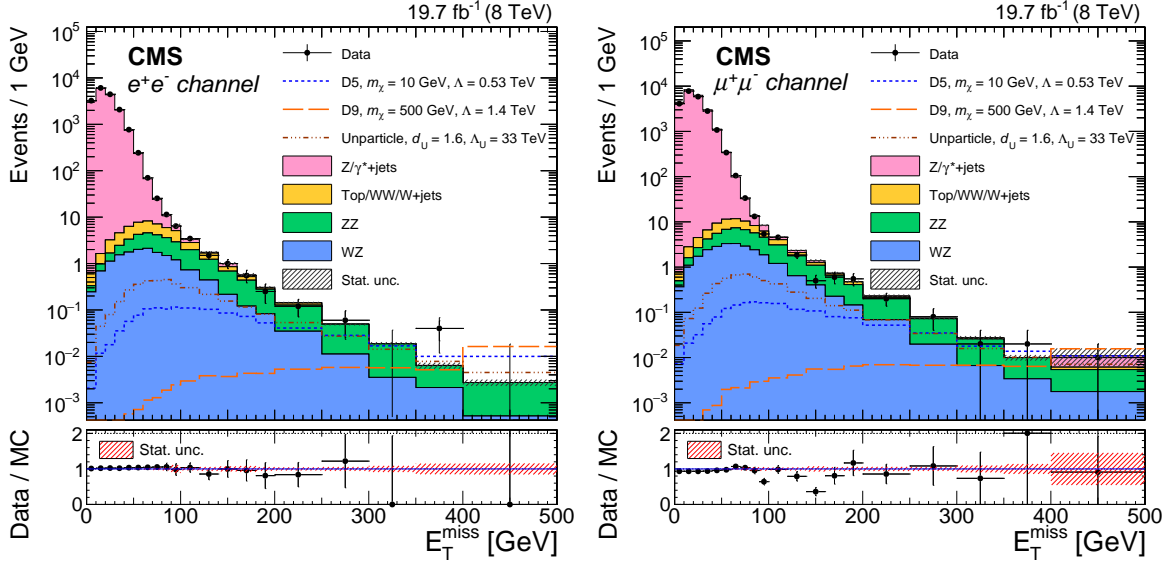 19.7 fb⁻¹ (8 TeV)
CMS
e⁺e⁻ channel
Events / 1 GeV
10⁵
10⁴
10³
10²
10
1
10⁻¹
10⁻²
10⁻³
Data
D5, mχ = 10 GeV, Λ = 0.53 TeV
D9, mχ = 500 GeV, Λ = 1.4 TeV
Unparticle, d_U = 1.6, Λ_U = 33 TeV
Z/γ*+jets
Top/WW/W+jets
ZZ
WZ
Stat. unc.
Data / MC
2
1
0
Stat. unc.
0 100 200 300 400 500
E_T^miss [GeV]
19.7 fb⁻¹ (8 TeV)
CMS
μ⁺μ⁻ channel
Events / 1 GeV
10⁵
10⁴
10³
10²
10
1
10⁻¹
10⁻²
10⁻³
Data
D5, mχ = 10 GeV, Λ = 0.53 TeV
D9, mχ = 500 GeV, Λ = 1.4 TeV
Unparticle, d_U = 1.6, Λ_U = 33 TeV
Z/γ*+jets
Top/WW/W+jets
ZZ
WZ
Stat. unc.
Data / MC
2
1
0
Stat. unc.
0 100 200 300 400 500
E_T^miss [GeV]